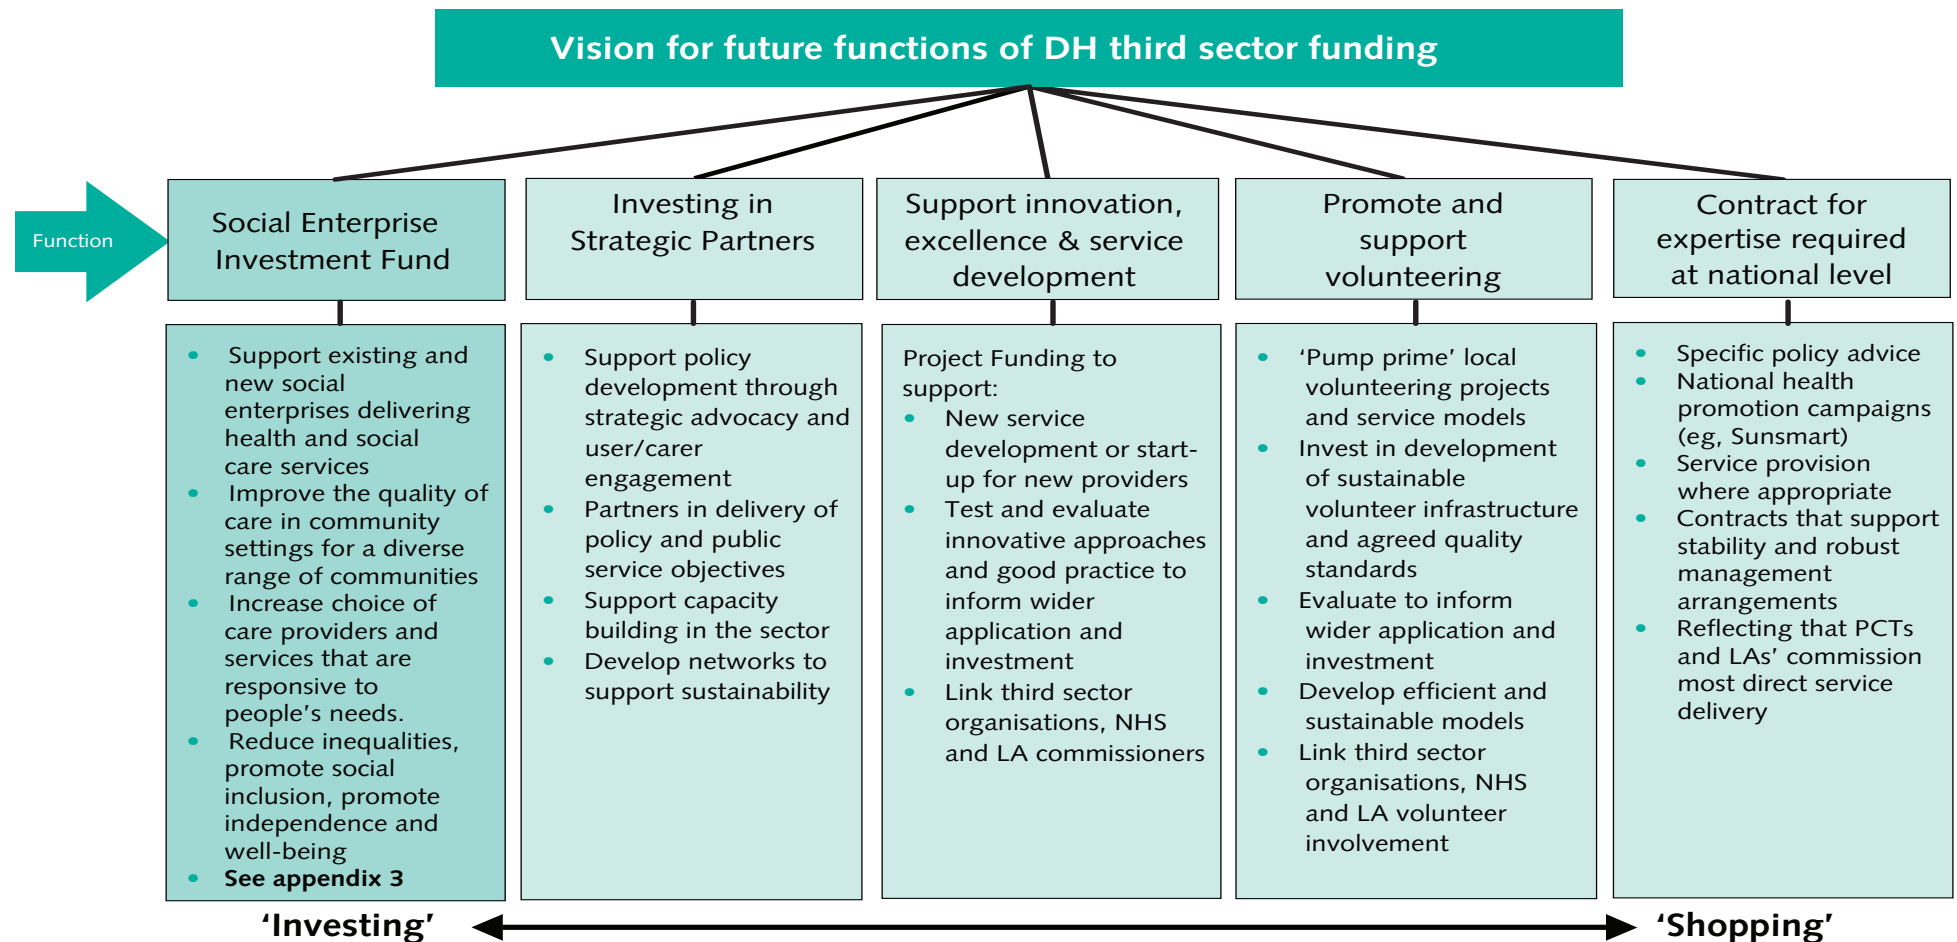 Vision for future functions of DH third sector funding
Function
Social Enterprise
Investment Fund
Investing in
Strategic Partners
Support innovation,
excellence & service
development
Promote and
support
volunteering
Contract for
expertise required
at national level
• Support existing and
new social
enterprises delivering
health and social
care services
• Improve the quality of
care in community
settings for a diverse
range of communities
• Increase choice of
care providers and
services that are
responsive to
people’s needs.
• Reduce inequalities,
promote social
inclusion, promote
independence and
well-being
• See appendix 3
• Support policy
development through
strategic advocacy and
user/carer
engagement
• Partners in delivery of
policy and public
service objectives
• Support capacity
building in the sector
• Develop networks to
support sustainability
Project Funding to
support:
• New service
development or start-
up for new providers
• Test and evaluate
innovative approaches
and good practice to
inform wider
application and
investment
• Link third sector
organisations, NHS
and LA commissioners
• ‘Pump prime’ local
volunteering projects
and service models
• Invest in development
of sustainable
volunteer infrastructure
and agreed quality
standards
• Evaluate to inform
wider application and
investment
• Develop efficient and
sustainable models
• Link third sector
organisations, NHS
and LA volunteer
involvement
• Specific policy advice
• National health
promotion campaigns
(eg, Sunsmart)
• Service provision
where appropriate
• Contracts that support
stability and robust
management
arrangements
• Reflecting that PCTs
and LAs’ commission
most direct service
delivery
‘Investing’
‘Shopping’